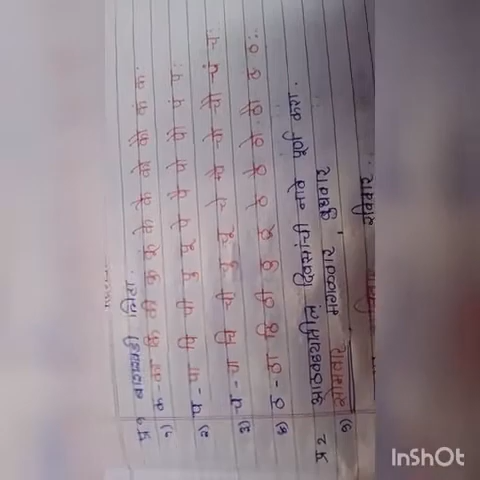 प्र १ बाराखडी लिहा.
१) क - का कि की कु कू के कै को कौ कं कः
२) प - पा पि पी पु पू पे पै पो पौ पं पः
३) च - चा चि ची चु चू चे चै चो चौ चं चः
४) ठ - ठा ठि ठी ठु ठू ठे ठै ठो ठौ ठं ठः
प्र २ आठवड्यातील दिवसांची नावे पूर्ण करा.
१) सोमवार मंगळवार, बुधवार
रविवार.
InShOt